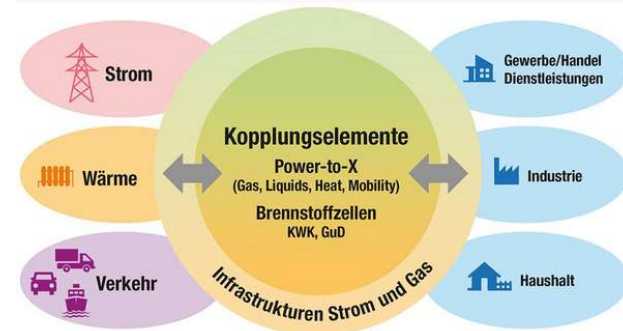 Strom
Wärme
Verkehr
Kopplungselemente
Power-to-X
(Gas, Liquids, Heat, Mobility)
Brennstoffzellen
KWK, GuD
Infrastrukturen Strom und Gas
Gewerbe/Handel
Dienstleistungen
Industrie
Haushalt